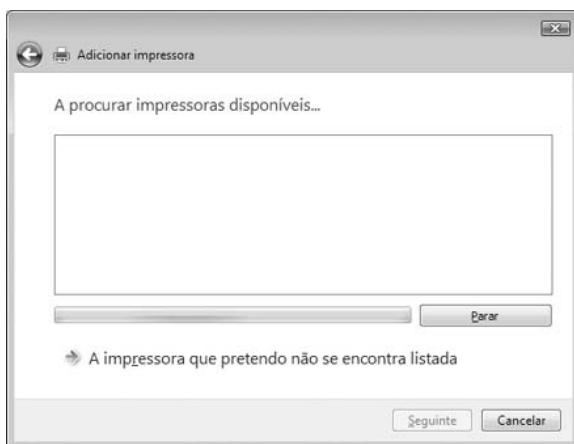 Adicionar impressora
A procurar impressoras disponíveis...
Parar
A impressora que pretendo não se encontra listada
Seguinte
Cancelar